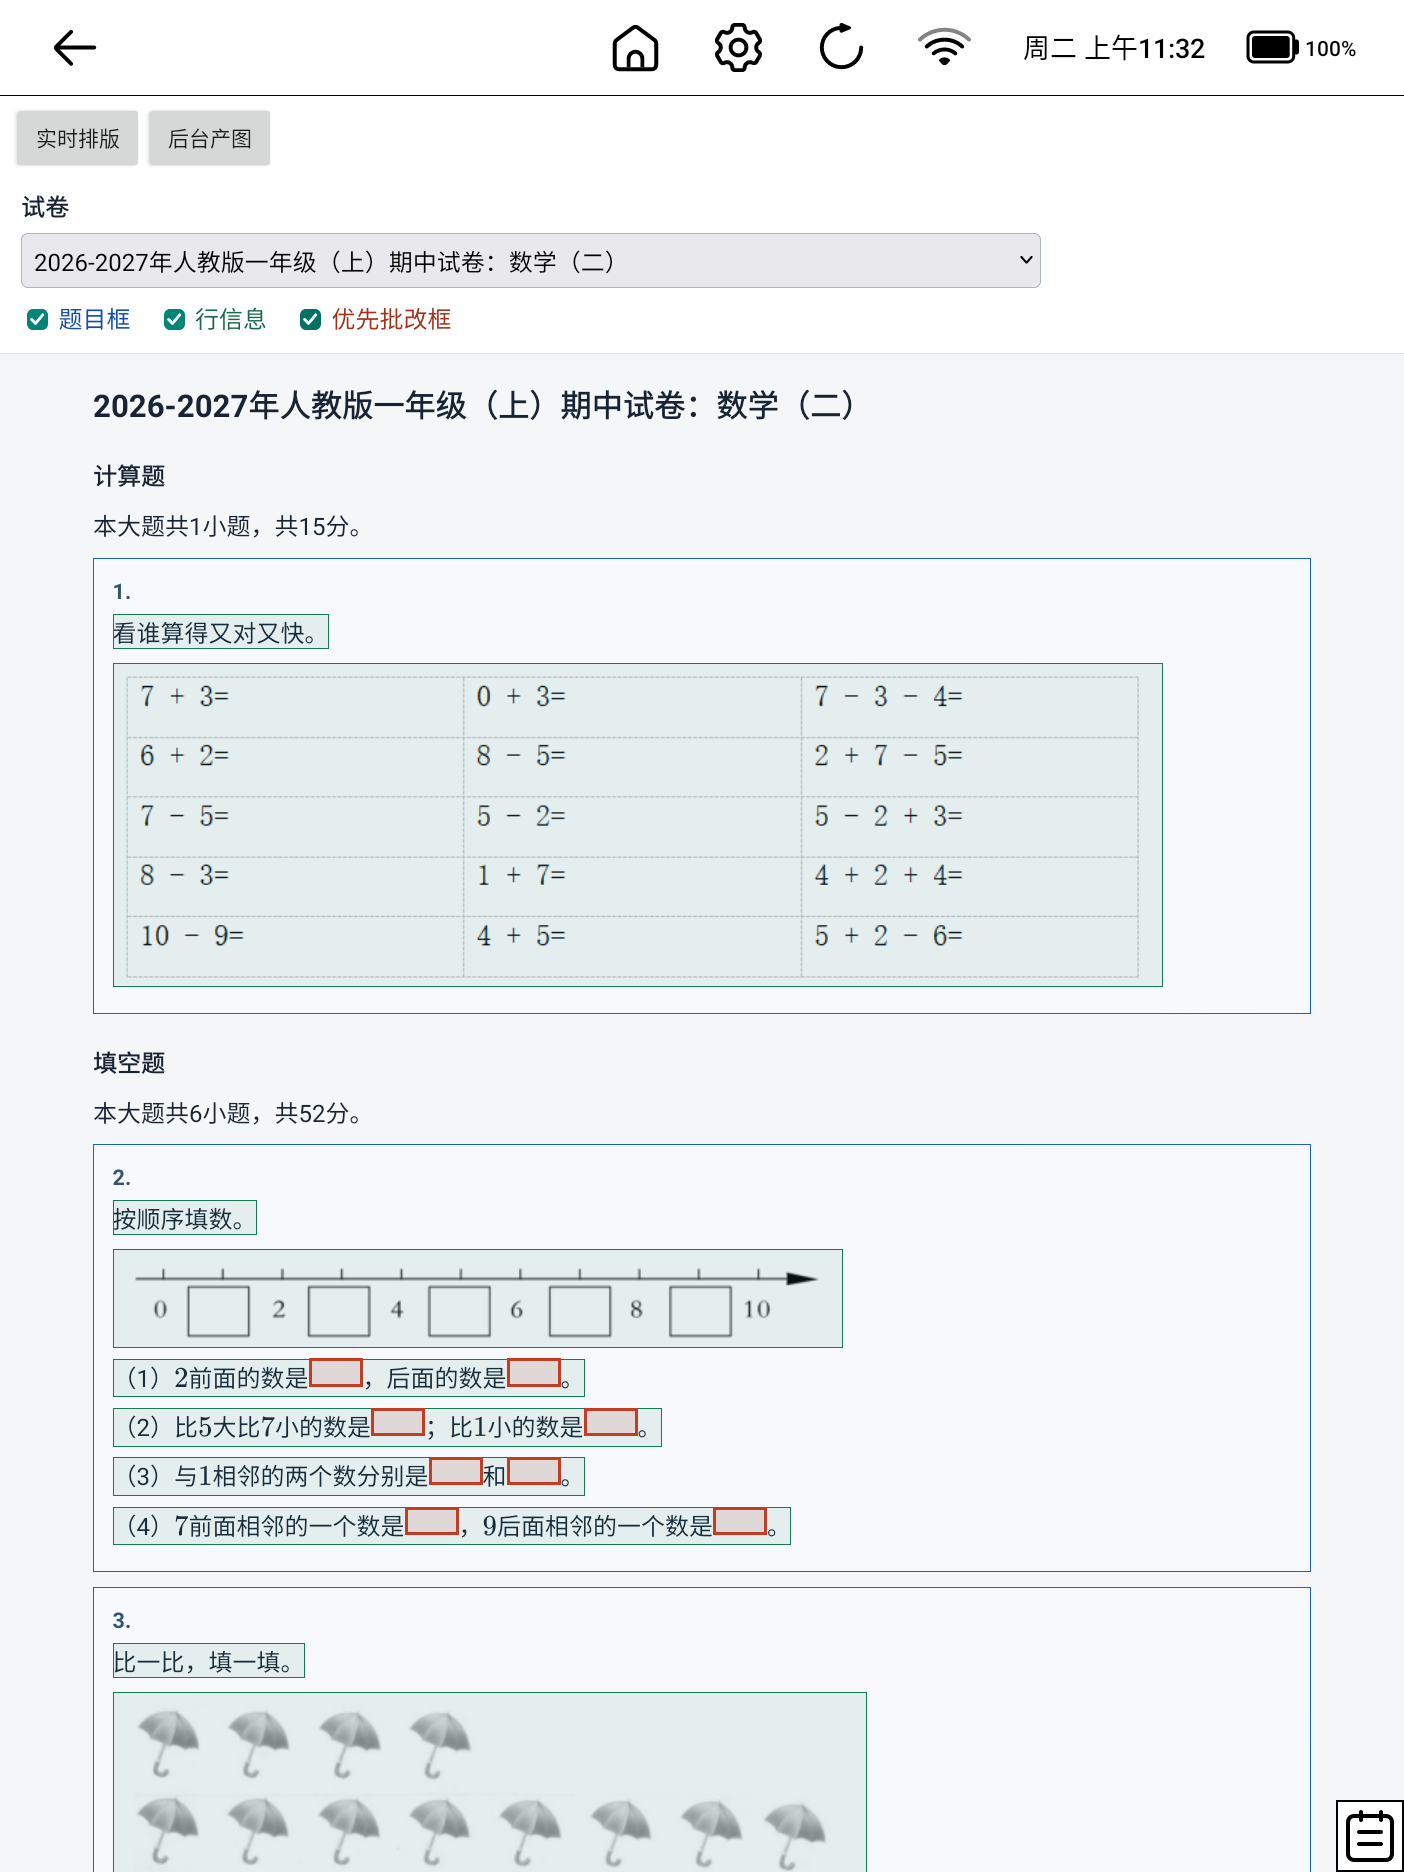 周二 上午11:32 100%
实时排版 后台产图
试卷
2026-2027年人教版一年级（上）期中试卷：数学（二）
题目框 行信息 优先批改框
2026-2027年人教版一年级（上）期中试卷：数学（二）
计算题
本大题共1小题，共15分。
1.
看谁算得又对又快。
7 + 3= 0 + 3= 7 − 3 − 4=
6 + 2= 8 − 5= 2 + 7 − 5=
7 − 5= 5 − 2= 5 − 2 + 3=
8 − 3= 1 + 7= 4 + 2 + 4=
10 − 9= 4 + 5= 5 + 2 − 6=
填空题
本大题共6小题，共52分。
2.
按顺序填数。
0 2 4 6 8 10
（1）2前面的数是 ，后面的数是 。
（2）比5大比7小的数是 ；比1小的数是 。
（3）与1相邻的两个数分别是 和 。
（4）7前面相邻的一个数是 ，9后面相邻的一个数是 。
3.
比一比，填一填。